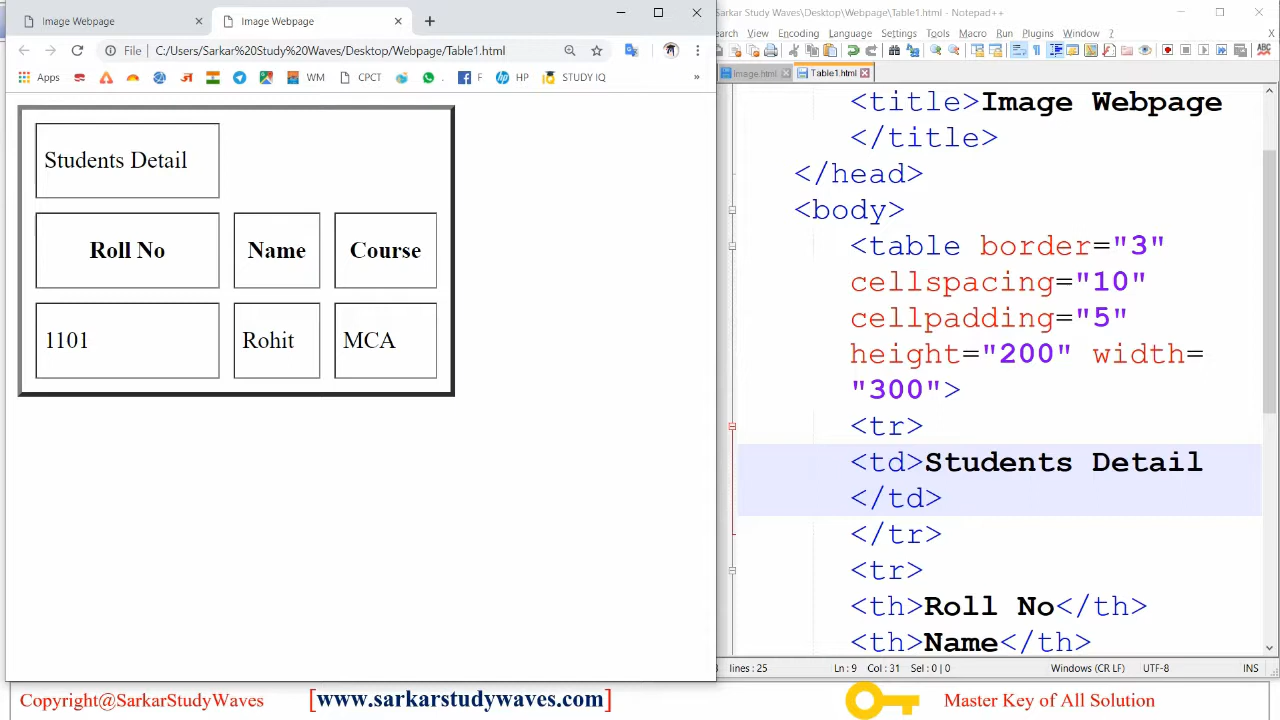 Image Webpage
Image Webpage
File C:/Users/Sarkar%20Study%20Waves/Desktop/Webpage/Table1.html
Apps WM CPCT F HP STUDY IQ »
Students Detail
Roll No Name Course
1101 Rohit MCA
Sarkar Study Waves\Desktop\Webpage\Table1.html - Notepad++
earch View Encoding Language Settings Tools Macro Run Plugins Window ?
image.html Table1.html
<title>Image Webpage
</title>
</head>
<body>
<table border="3"
cellspacing="10"
cellpadding="5"
height="200" width=
"300">
<tr>
<td>Students Detail
</td>
</tr>
<tr>
<th>Roll No</th>
<th>Name</th>
lines : 25 Ln : 9 Col : 31 Sel : 0 | 0 Windows (CR LF) UTF-8 INS
Copyright@SarkarStudyWaves [www.sarkarstudywaves.com] Master Key of All Solution